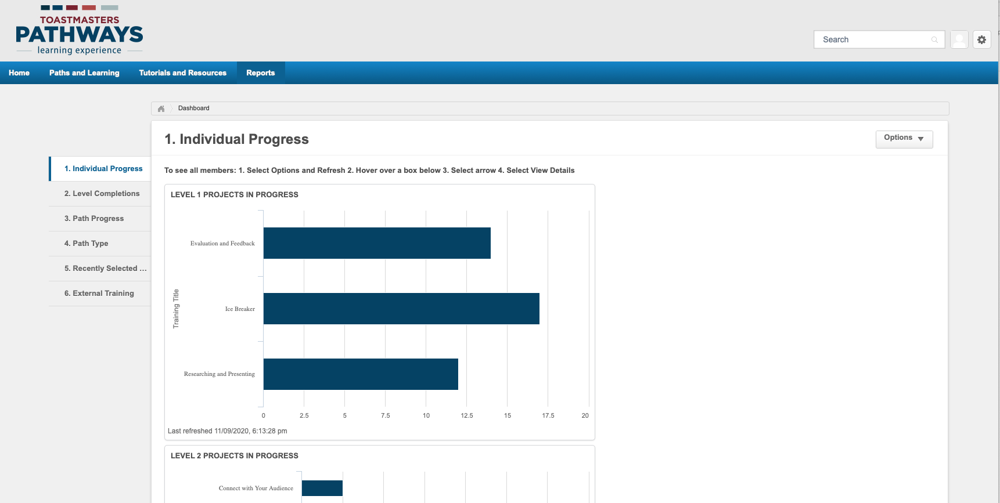 TOASTMASTERS
PATHWAYS
learning experience
Search
Home
Paths and Learning
Tutorials and Resources
Reports
Dashboard
1. Individual Progress
Options
1. Individual Progress
2. Level Completions
3. Path Progress
4. Path Type
5. Recently Selected ...
6. External Training
To see all members: 1. Select Options and Refresh 2. Hover over a box below 3. Select arrow 4. Select View Details
LEVEL 1 PROJECTS IN PROGRESS
Training Title
Evaluation and Feedback
Ice Breaker
Researching and Presenting
0 2.5 5 7.5 10 12.5 15 17.5 20
Last refreshed 11/09/2020, 6:13:28 pm
LEVEL 2 PROJECTS IN PROGRESS
Connect with Your Audience